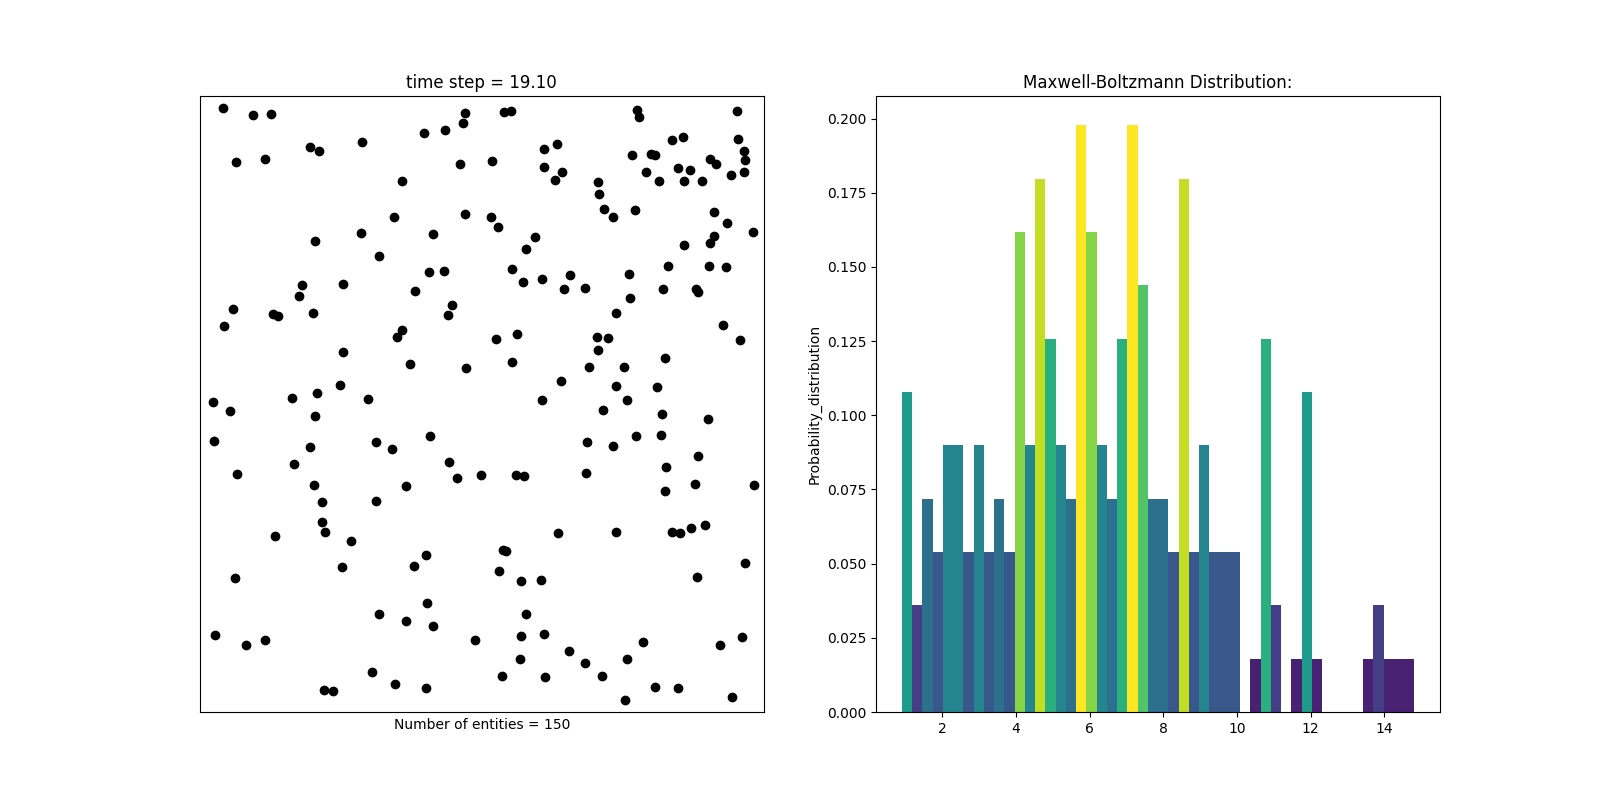 time step = 19.10
Number of entities = 150
Maxwell-Boltzmann Distribution:
Probability_distribution
0.200
0.175
0.150
0.125
0.100
0.075
0.050
0.025
0.000
2 4 6 8 10 12 14